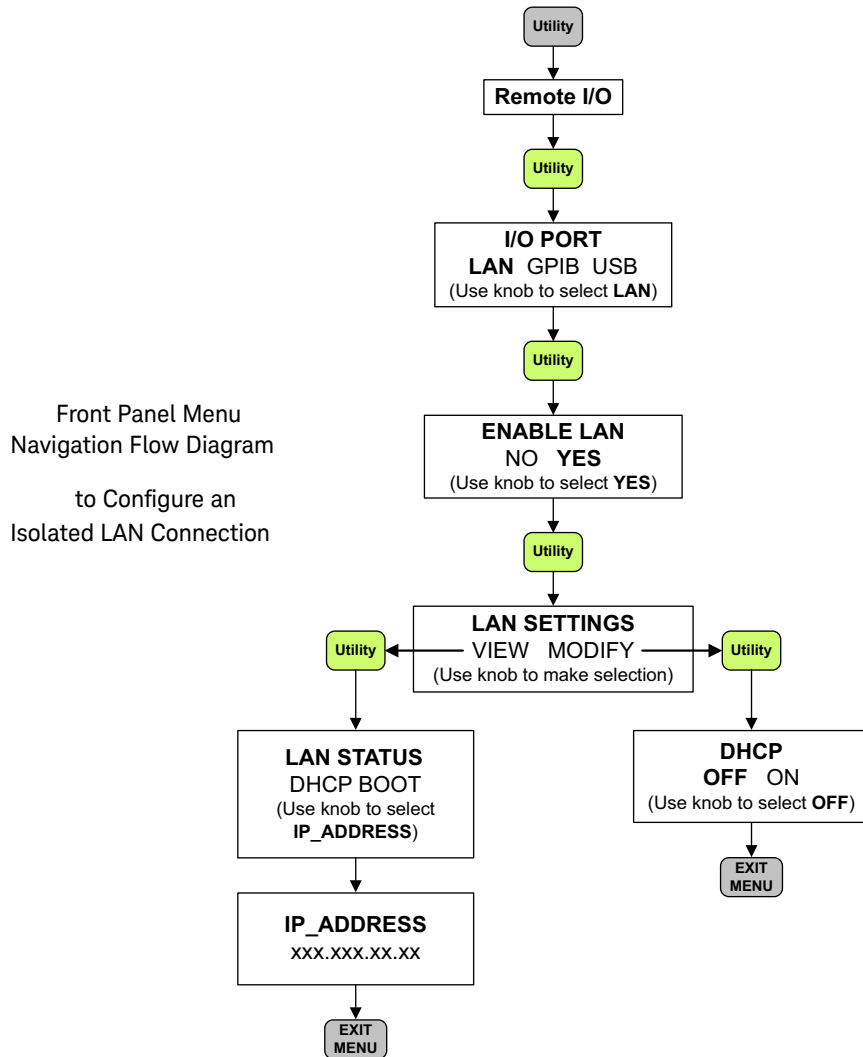 Utility
Remote I/O
Utility
I/O PORT
LAN GPIB USB
(Use knob to select LAN)
Utility
Front Panel Menu
Navigation Flow Diagram
to Configure an
Isolated LAN Connection
ENABLE LAN
NO YES
(Use knob to select YES)
Utility
LAN SETTINGS
VIEW MODIFY
(Use knob to make selection)
Utility
Utility
LAN STATUS
DHCP BOOT
(Use knob to select
IP_ADDRESS)
DHCP
OFF ON
(Use knob to select OFF)
EXIT
MENU
IP_ADDRESS
xxx.xxx.xx.xx
EXIT
MENU